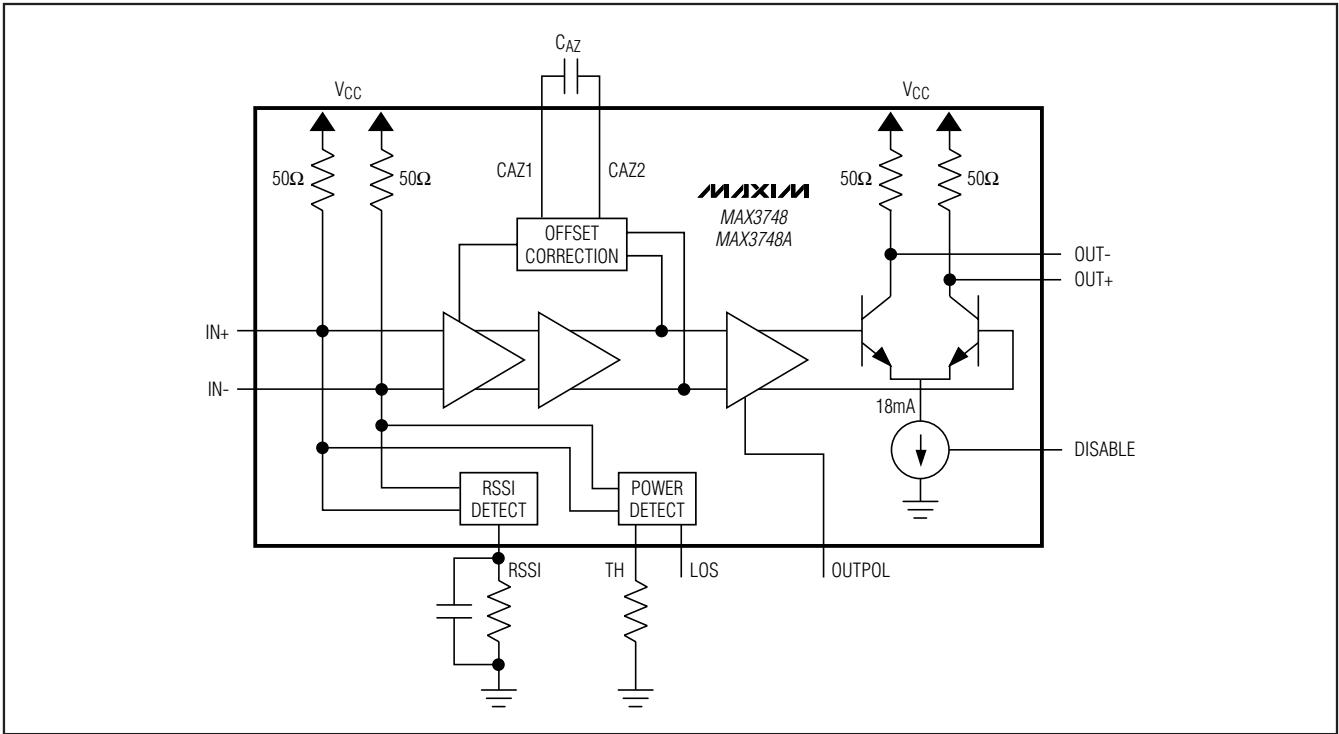 C_AZ
V_CC
V_CC
50Ω
50Ω
CAZ1
CAZ2
50Ω
50Ω
MAXIM
MAX3748
MAX3748A
OFFSET
CORRECTION
OUT-
OUT+
IN+
IN-
18mA
DISABLE
RSSI
DETECT
POWER
DETECT
RSSI
TH
LOS
OUTPOL